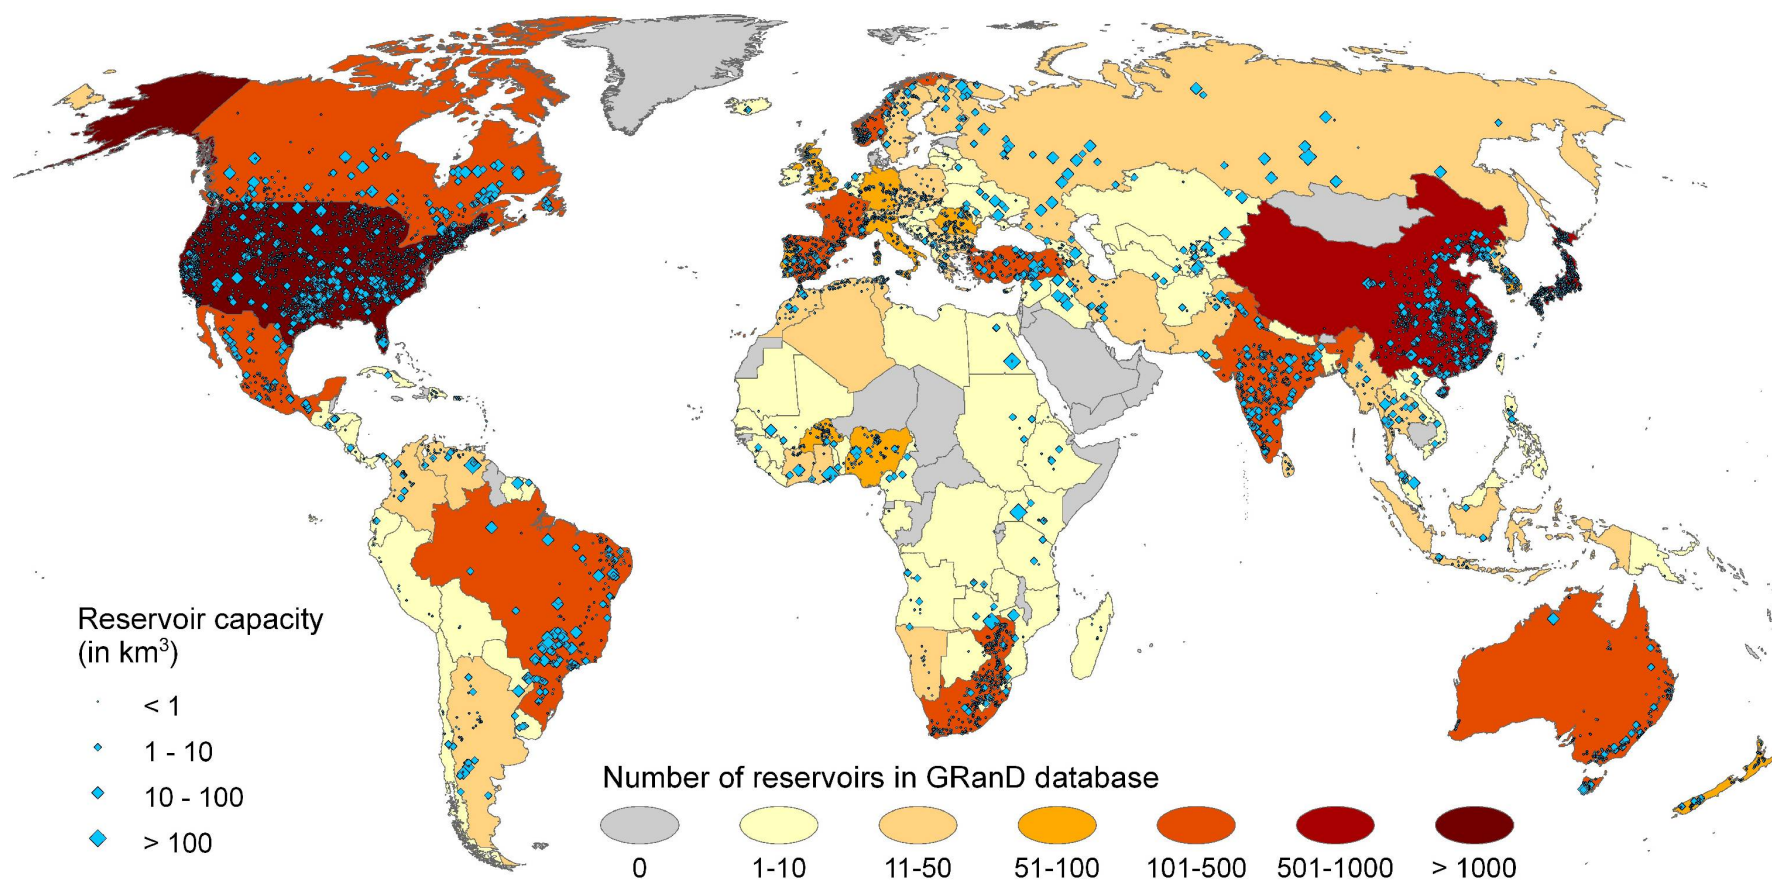 Reservoir capacity
(in km³)
< 1
1 - 10
10 - 100
> 100
Number of reservoirs in GRanD database
0 1-10 11-50 51-100 101-500 501-1000 > 1000